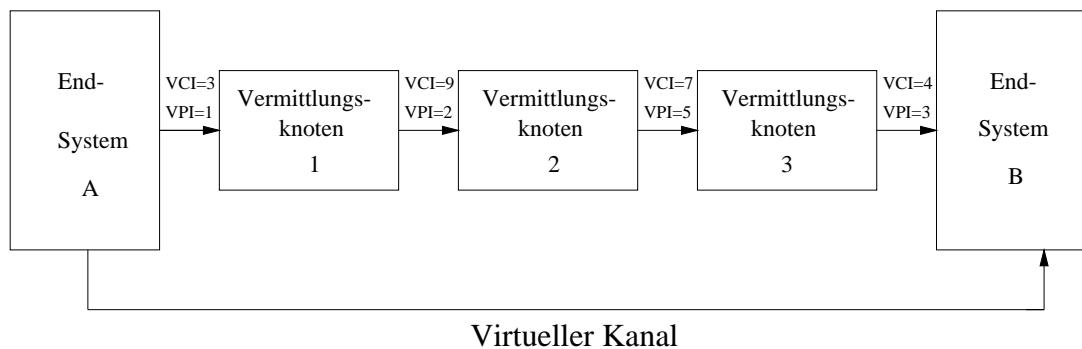 End-
System
A
VCI=3
VPI=1
Vermittlungs-
knoten
1
VCI=9
VPI=2
Vermittlungs-
knoten
2
VCI=7
VPI=5
Vermittlungs-
knoten
3
VCI=4
VPI=3
End-
System
B
Virtueller Kanal